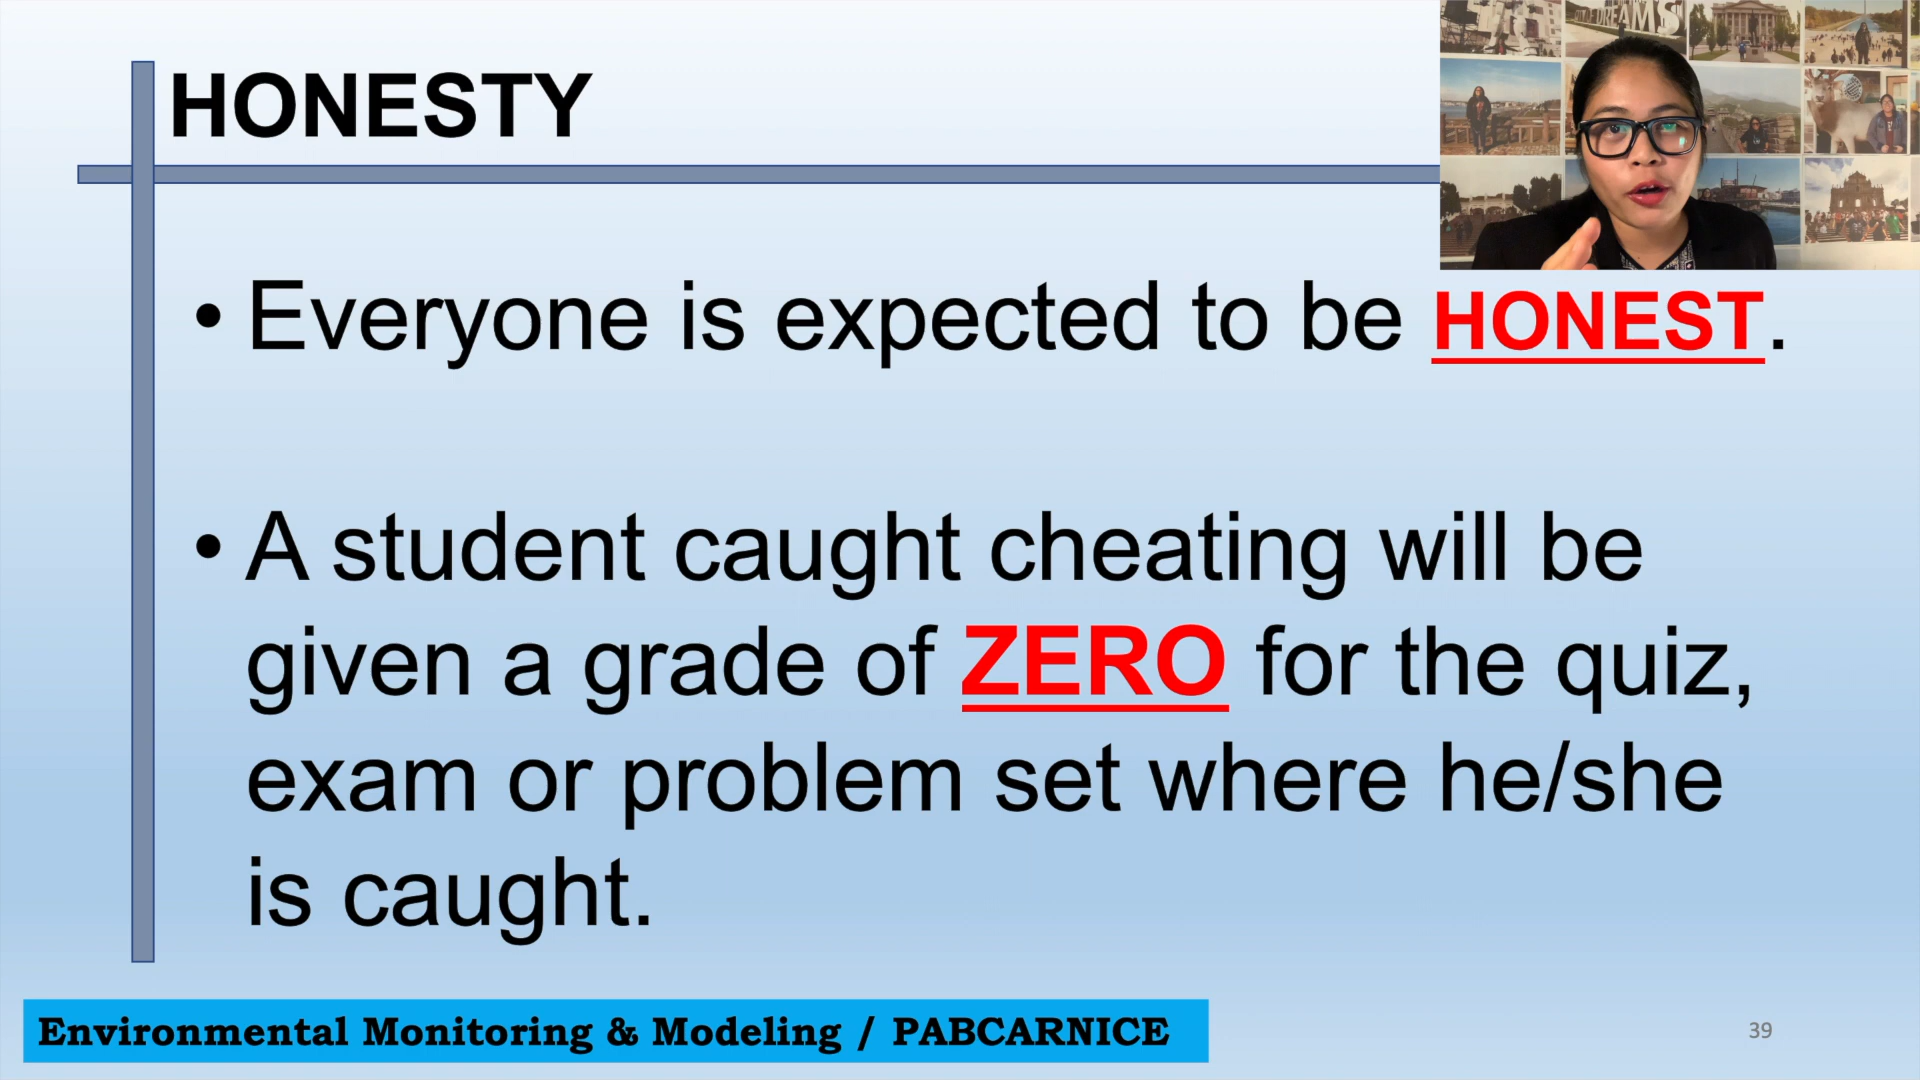 DREAMS
HONESTY
• Everyone is expected to be HONEST.
• A student caught cheating will be
given a grade of ZERO for the quiz,
exam or problem set where he/she
is caught.
Environmental Monitoring & Modeling / PABCARNICE
39